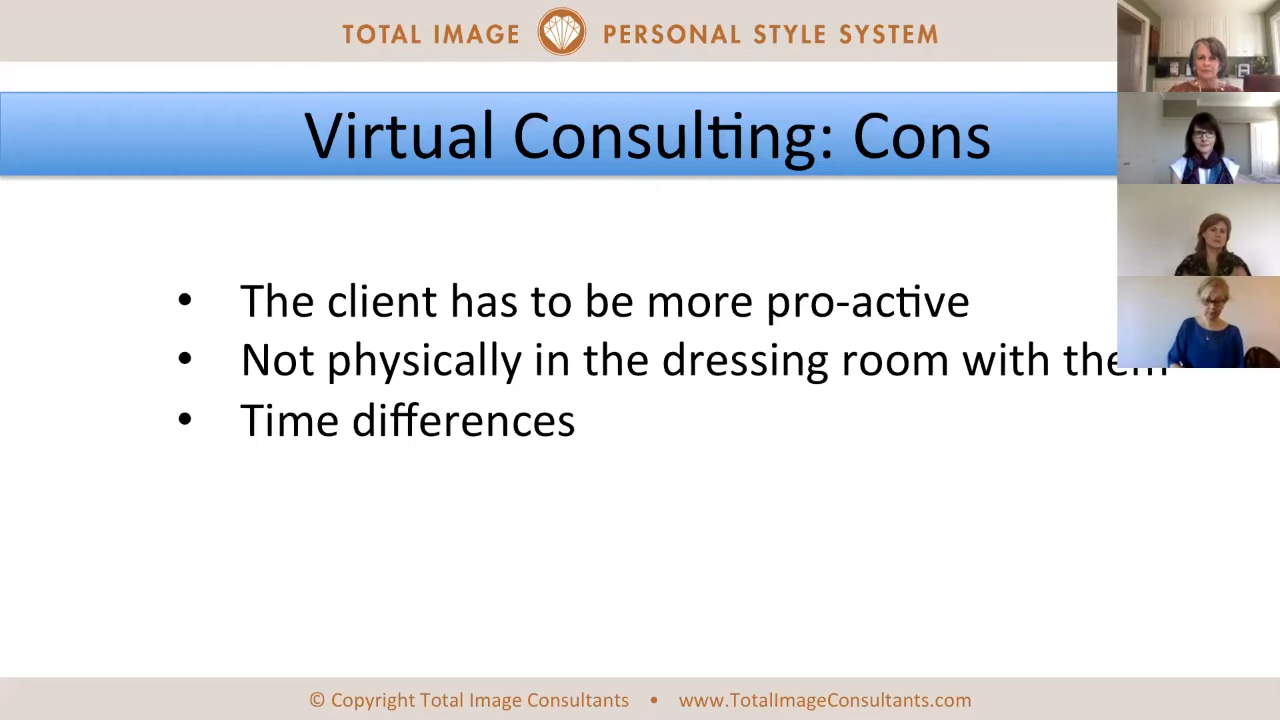 TOTAL IMAGE PERSONAL STYLE SYSTEM
Virtual Consulting: Cons
• The client has to be more pro-active
• Not physically in the dressing room with them
• Time differences
© Copyright Total Image Consultants • www.TotalImageConsultants.com